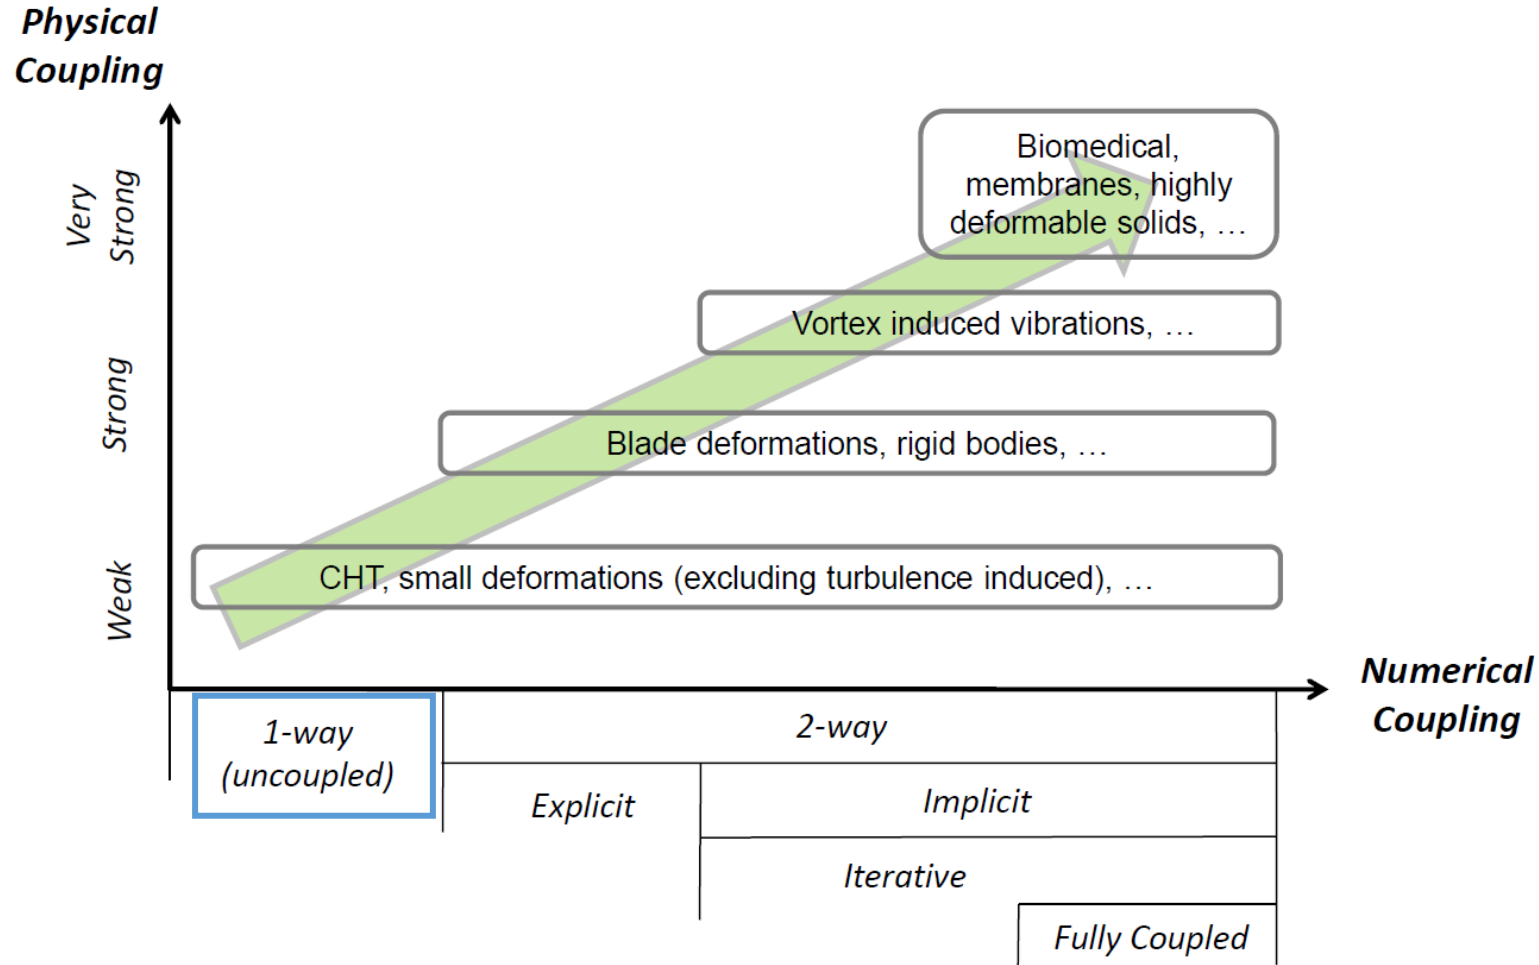 Physical
Coupling
Very
Strong
Biomedical,
membranes, highly
deformable solids, …
Vortex induced vibrations, …
Strong
Blade deformations, rigid bodies, …
Weak
CHT, small deformations (excluding turbulence induced), …
Numerical
Coupling
1-way
(uncoupled)
2-way
Explicit
Implicit
Iterative
Fully Coupled